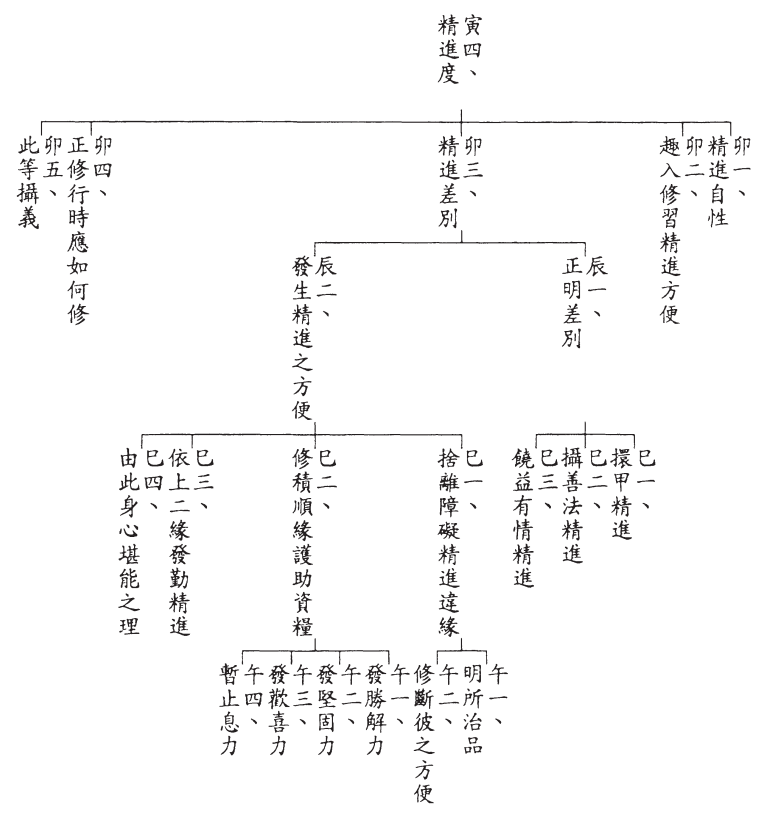 寅四、
精進度
卯一、
精進自性
卯二、
趣入修習精進方便
卯三、
精進差別
卯四、
正修行時應如何修
卯五、
此等攝義
辰一、
正明差別
辰二、
發生精進之方便
巳一、
擐甲精進
巳二、
攝善法精進
巳三、
饒益有情精進
巳一、
捨離障礙精進違緣
巳二、
修積順緣護助資糧
巳三、
依上二緣發勤精進
巳四、
由此身心堪能之理
午一、
明所治品
午二、
修斷彼之方便
午一、
發勝解力
午二、
發堅固力
午三、
發歡喜力
午四、
暫止息力